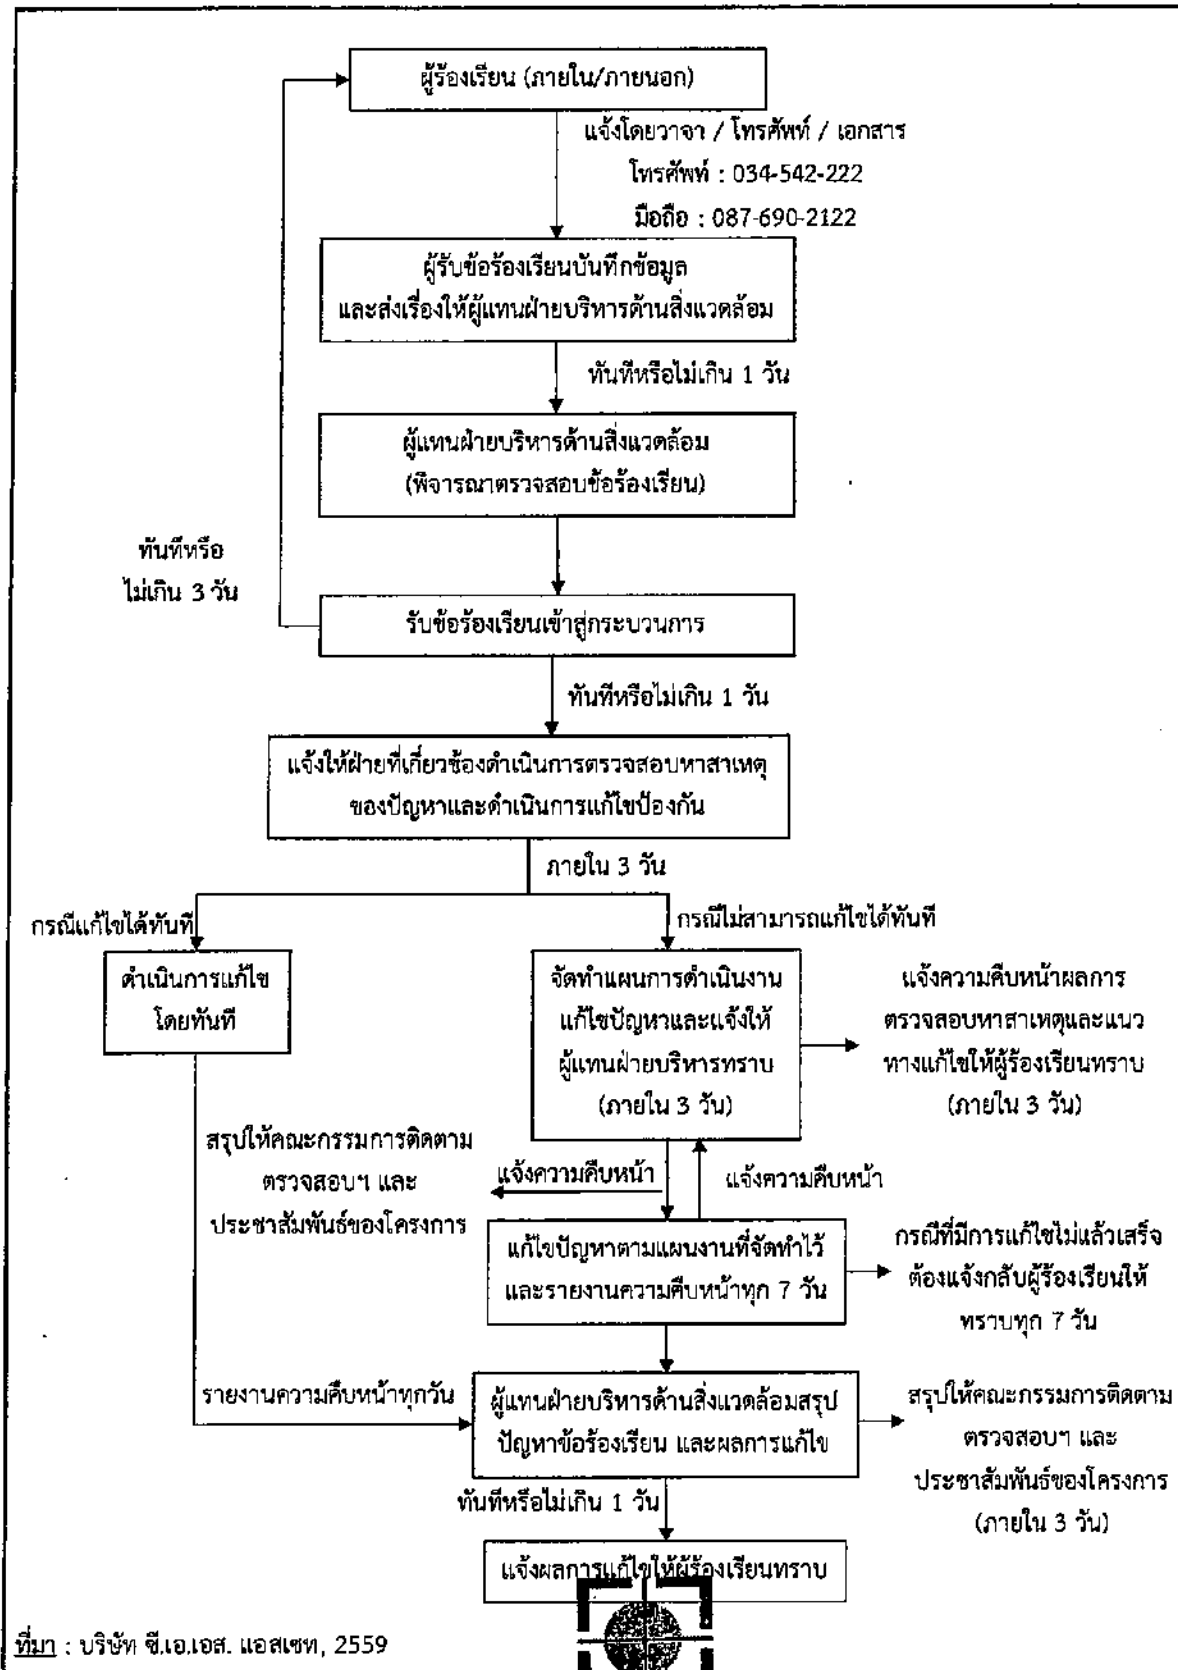 ผู้ร้องเรียน (ภายใน/ภายนอก)
แจ้งโดยวาจา / โทรศัพท์ / เอกสาร
โทรศัพท์ : 034-542-222
มือถือ : 087-690-2122
ผู้รับข้อร้องเรียนบันทึกข้อมูล
และส่งเรื่องให้ผู้แทนฝ่ายบริหารด้านสิ่งแวดล้อม
ทันทีหรือไม่เกิน 1 วัน
ผู้แทนฝ่ายบริหารด้านสิ่งแวดล้อม
(พิจารณาตรวจสอบข้อร้องเรียน)
ทันทีหรือ
ไม่เกิน 3 วัน
รับข้อร้องเรียนเข้าสู่กระบวนการ
ทันทีหรือไม่เกิน 1 วัน
แจ้งให้ฝ่ายที่เกี่ยวข้องดำเนินการตรวจสอบหาสาเหตุ
ของปัญหาและดำเนินการแก้ไขป้องกัน
ภายใน 3 วัน
กรณีแก้ไขได้ทันที
กรณีไม่สามารถแก้ไขได้ทันที
ดำเนินการแก้ไข
โดยทันที
จัดทำแผนการดำเนินงาน
แก้ไขปัญหาและแจ้งให้
ผู้แทนฝ่ายบริหารทราบ
(ภายใน 3 วัน)
แจ้งความคืบหน้าผลการ
ตรวจสอบหาสาเหตุและแนว
ทางแก้ไขให้ผู้ร้องเรียนทราบ
(ภายใน 3 วัน)
สรุปให้คณะกรรมการติดตาม
ตรวจสอบฯ และ
ประชาสัมพันธ์ของโครงการ
แจ้งความคืบหน้า
แจ้งความคืบหน้า
แก้ไขปัญหาตามแผนงานที่จัดทำไว้
และรายงานความคืบหน้าทุก 7 วัน
กรณีที่มีการแก้ไขไม่แล้วเสร็จ
ต้องแจ้งกลับผู้ร้องเรียนให้
ทราบทุก 7 วัน
รายงานความคืบหน้าทุกวัน
ผู้แทนฝ่ายบริหารด้านสิ่งแวดล้อมสรุป
ปัญหาข้อร้องเรียน และผลการแก้ไข
สรุปให้คณะกรรมการติดตาม
ตรวจสอบฯ และ
ประชาสัมพันธ์ของโครงการ
(ภายใน 3 วัน)
ทันทีหรือไม่เกิน 1 วัน
แจ้งผลการแก้ไขให้ผู้ร้องเรียนทราบ
ที่มา : บริษัท ซี.เอ.เอส. แอสเซท, 2559